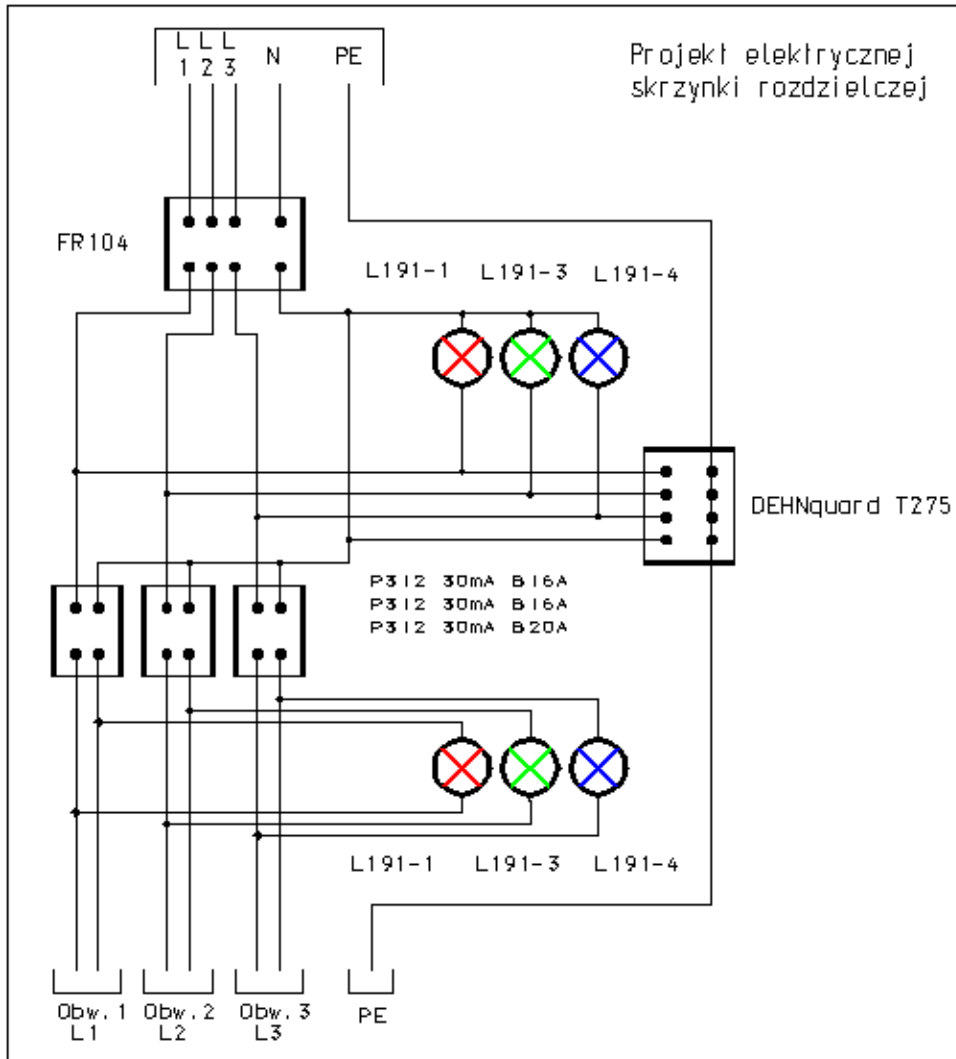 L L L
1 2 3
N
PE
Projekt elektrycznej
skrzynki rozdzielczej
FR104
L191-1
L191-3
L191-4
DEHNquard T275
P312 30mA B16A
P312 30mA B16A
P312 30mA B20A
L191-1
L191-3
L191-4
Obw.1
L1
Obw.2
L2
Obw.3
L3
PE